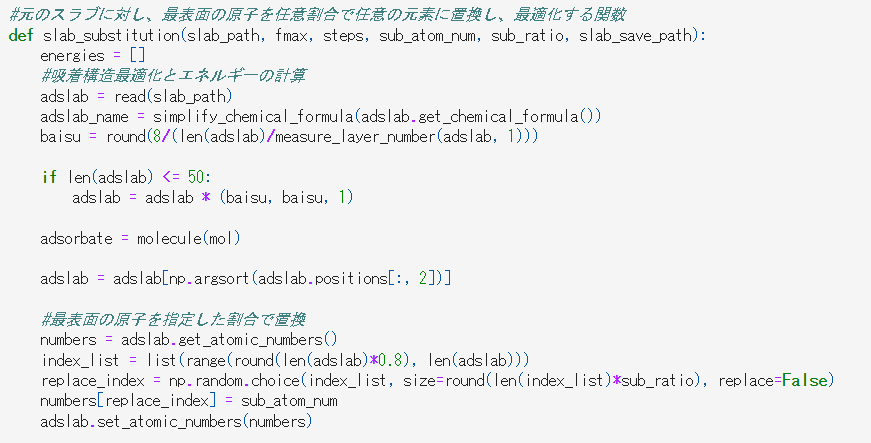 #元のスラブに対し、最表面の原子を任意割合で任意の元素に置換し、最適化する関数
def slab_substitution(slab_path, fmax, steps, sub_atom_num, sub_ratio, slab_save_path):
    energies = []
    #吸着構造最適化とエネルギーの計算
    adslab = read(slab_path)
    adslab_name = simplify_chemical_formula(adslab.get_chemical_formula())
    baisu = round(8/(len(adslab)/measure_layer_number(adslab, 1)))

    if len(adslab) <= 50:
        adslab = adslab * (baisu, baisu, 1)

    adsorbate = molecule(mol)

    adslab = adslab[np.argsort(adslab.positions[:, 2])]

    #最表面の原子を指定した割合で置換
    numbers = adslab.get_atomic_numbers()
    index_list = list(range(round(len(adslab)*0.8), len(adslab)))
    replace_index = np.random.choice(index_list, size=round(len(index_list)*sub_ratio), replace=False)
    numbers[replace_index] = sub_atom_num
    adslab.set_atomic_numbers(numbers)